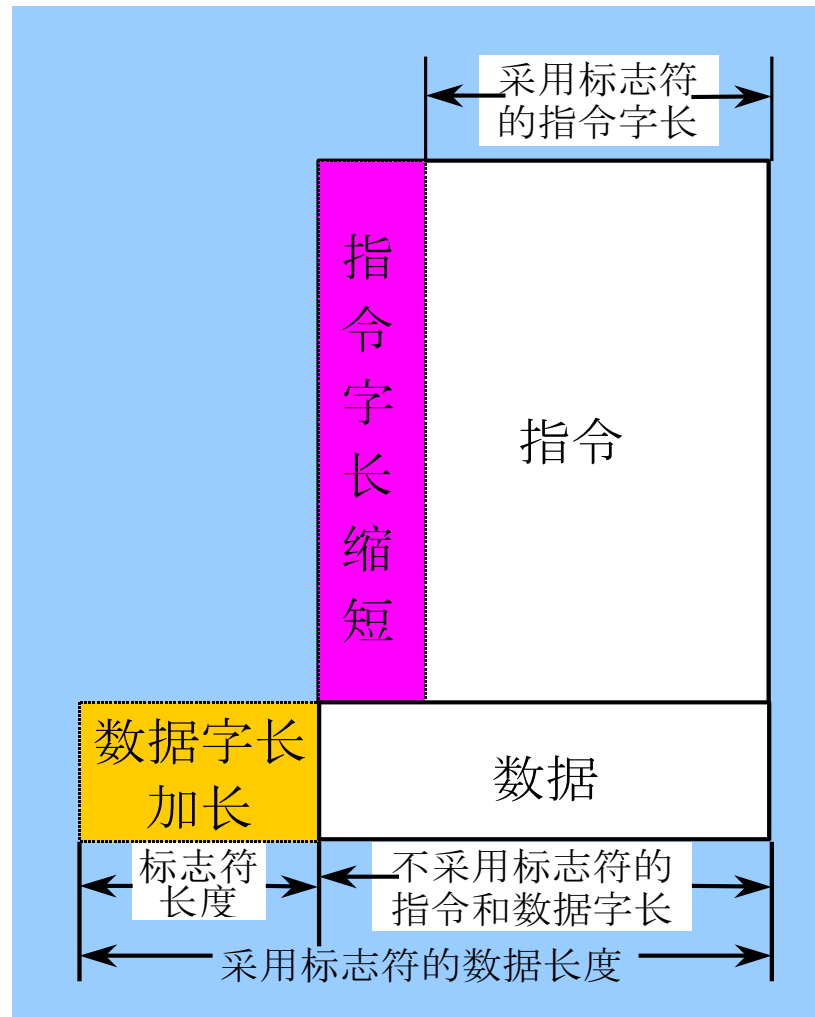 采用标志符
的指令字长
指
令
字
长
缩
短
指令
数据字长
加长
数据
标志符
长度
不采用标志符的
指令和数据字长
采用标志符的数据长度